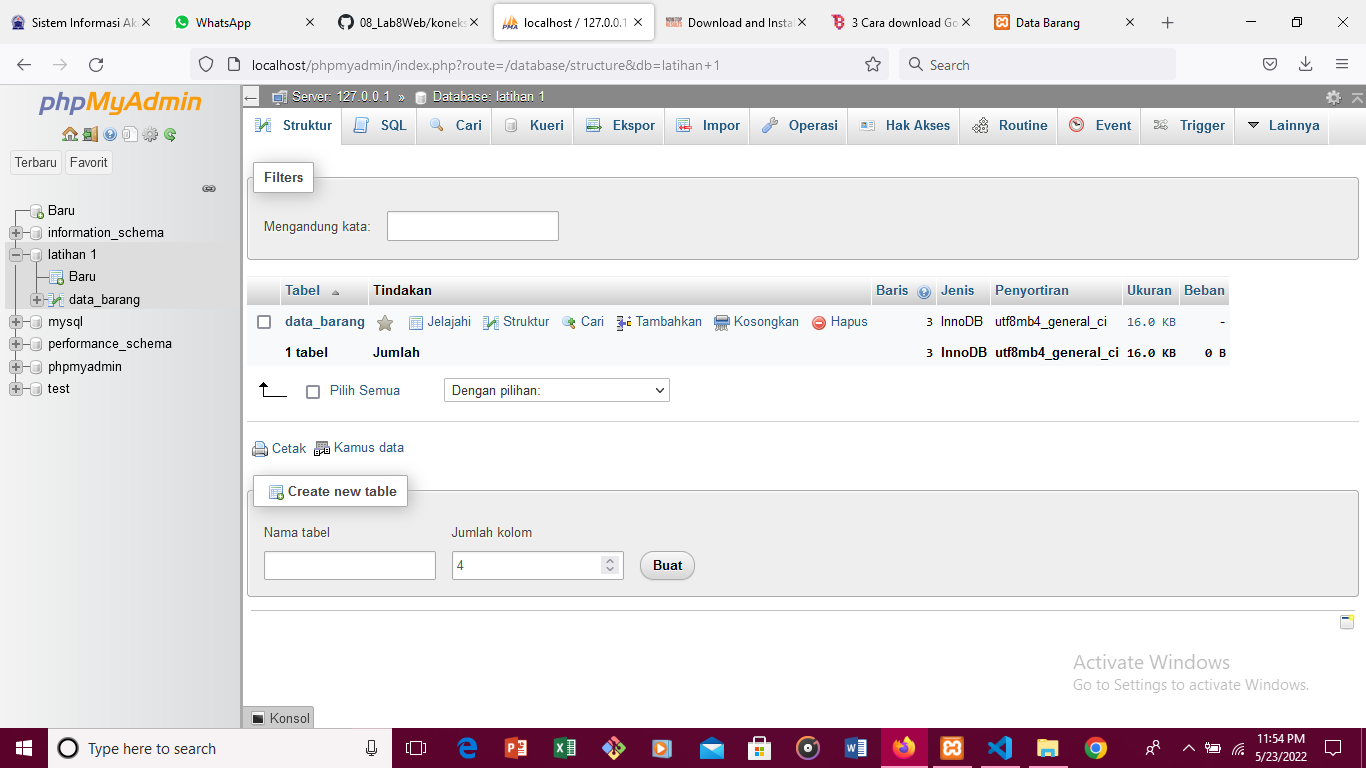 Sistem Informasi Ak
WhatsApp
08_Lab8Web/koneks
localhost / 127.0.0.1
Download and Instal
3 Cara download Go
Data Barang
localhost/phpmyadmin/index.php?route=/database/structure&db=latihan+1
Search
phpMyAdmin
Terbaru
Favorit
Baru
information_schema
latihan 1
Baru
data_barang
mysql
performance_schema
phpmyadmin
test
Server: 127.0.0.1 » Database: latihan 1
Struktur
SQL
Cari
Kueri
Ekspor
Impor
Operasi
Hak Akses
Routine
Event
Trigger
Lainnya
Filters
Mengandung kata:
Tabel Tindakan Baris Jenis Penyortiran Ukuran Beban
data_barang Jelajahi Struktur Cari Tambahkan Kosongkan Hapus 3 InnoDB utf8mb4_general_ci 16.0 KB -
1 tabel Jumlah 3 InnoDB utf8mb4_general_ci 16.0 KB 0 B
Pilih Semua
Dengan pilihan:
Cetak
Kamus data
Create new table
Nama tabel
Jumlah kolom
4
Buat
Konsol
Activate Windows
Go to Settings to activate Windows.
Type here to search
11:54 PM
5/23/2022